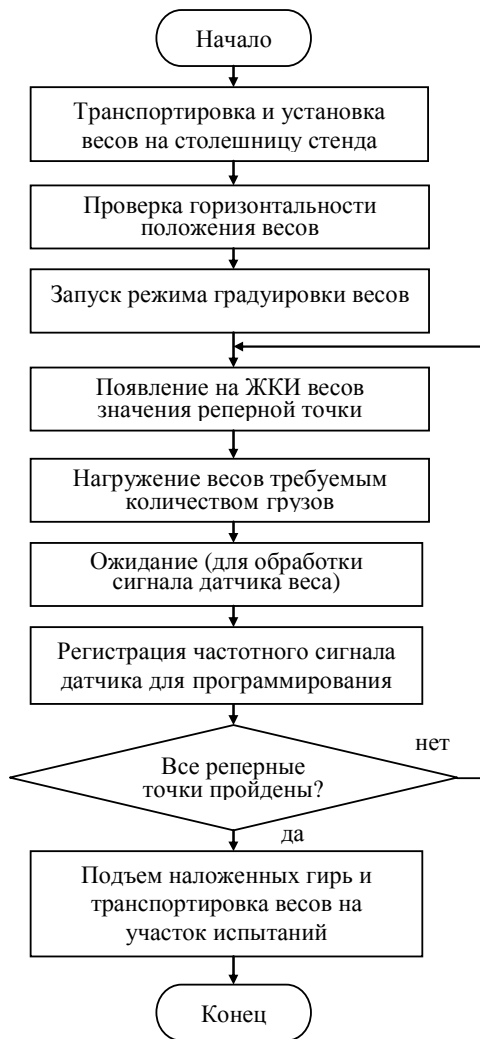 Начало
Транспортировка и установка
весов на столешницу стенда
Проверка горизонтальности
положения весов
Запуск режима градуировки весов
Появление на ЖКИ весов
значения реперной точки
Нагружение весов требуемым
количеством грузов
Ожидание (для обработки
сигнала датчика веса)
Регистрация частотного сигнала
датчика для программирования
нет
Все реперные
точки пройдены?
да
Подъем наложенных гирь и
транспортировка весов на
участок испытаний
Конец